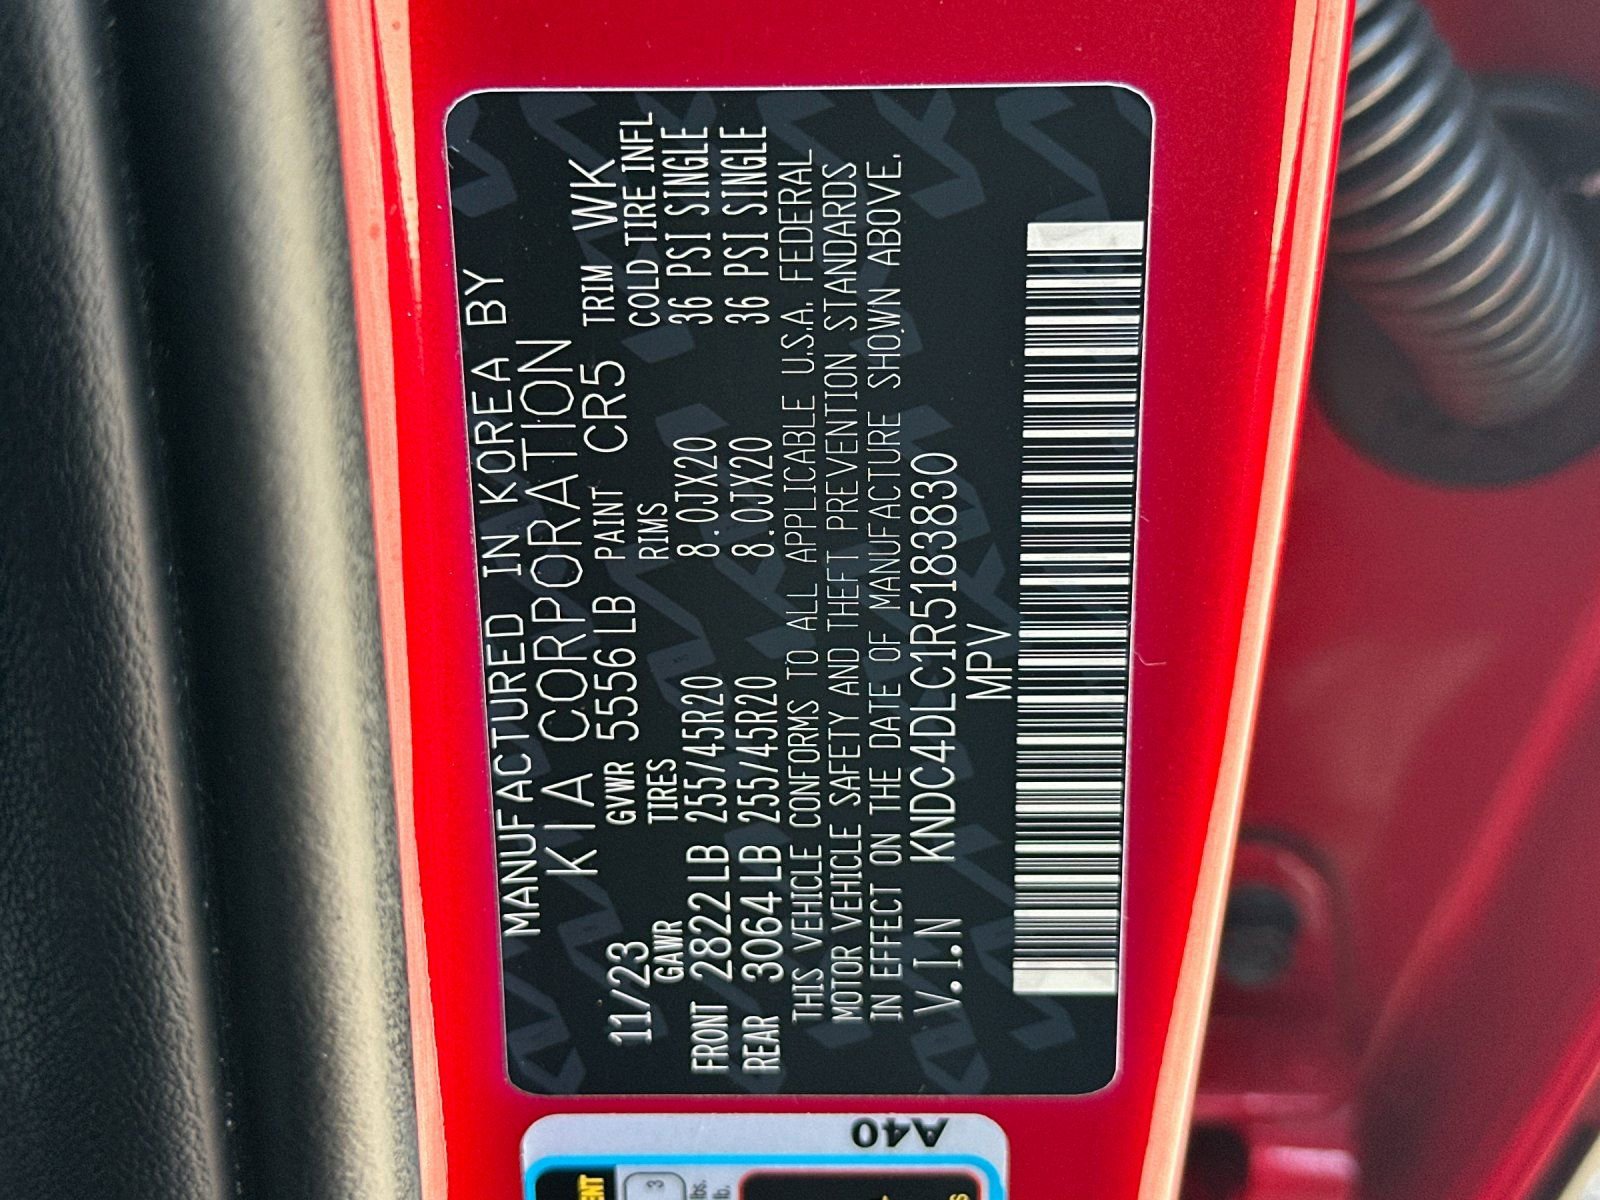 MANUFACTURED IN KOREA BY
KIA CORPORATION
11/23 GVWR 5556LB PAINT CR5 TRIM WK
GAWR TIRES RIMS COLD TIRE INFL
FRONT 2822LB 255/45R20 8.0JX20 36 PSI SINGLE
REAR 3064LB 255/45R20 8.0JX20 36 PSI SINGLE
THIS VEHICLE CONFORMS TO ALL APPLICABLE U.S.A. FEDERAL
MOTOR VEHICLE SAFETY AND THEFT PREVENTION STANDARDS
IN EFFECT ON THE DATE OF MANUFACTURE SHOWN ABOVE.
V.I.N KNDC4DLC1R5183830
MPV
A40
3
lbs.
lb.